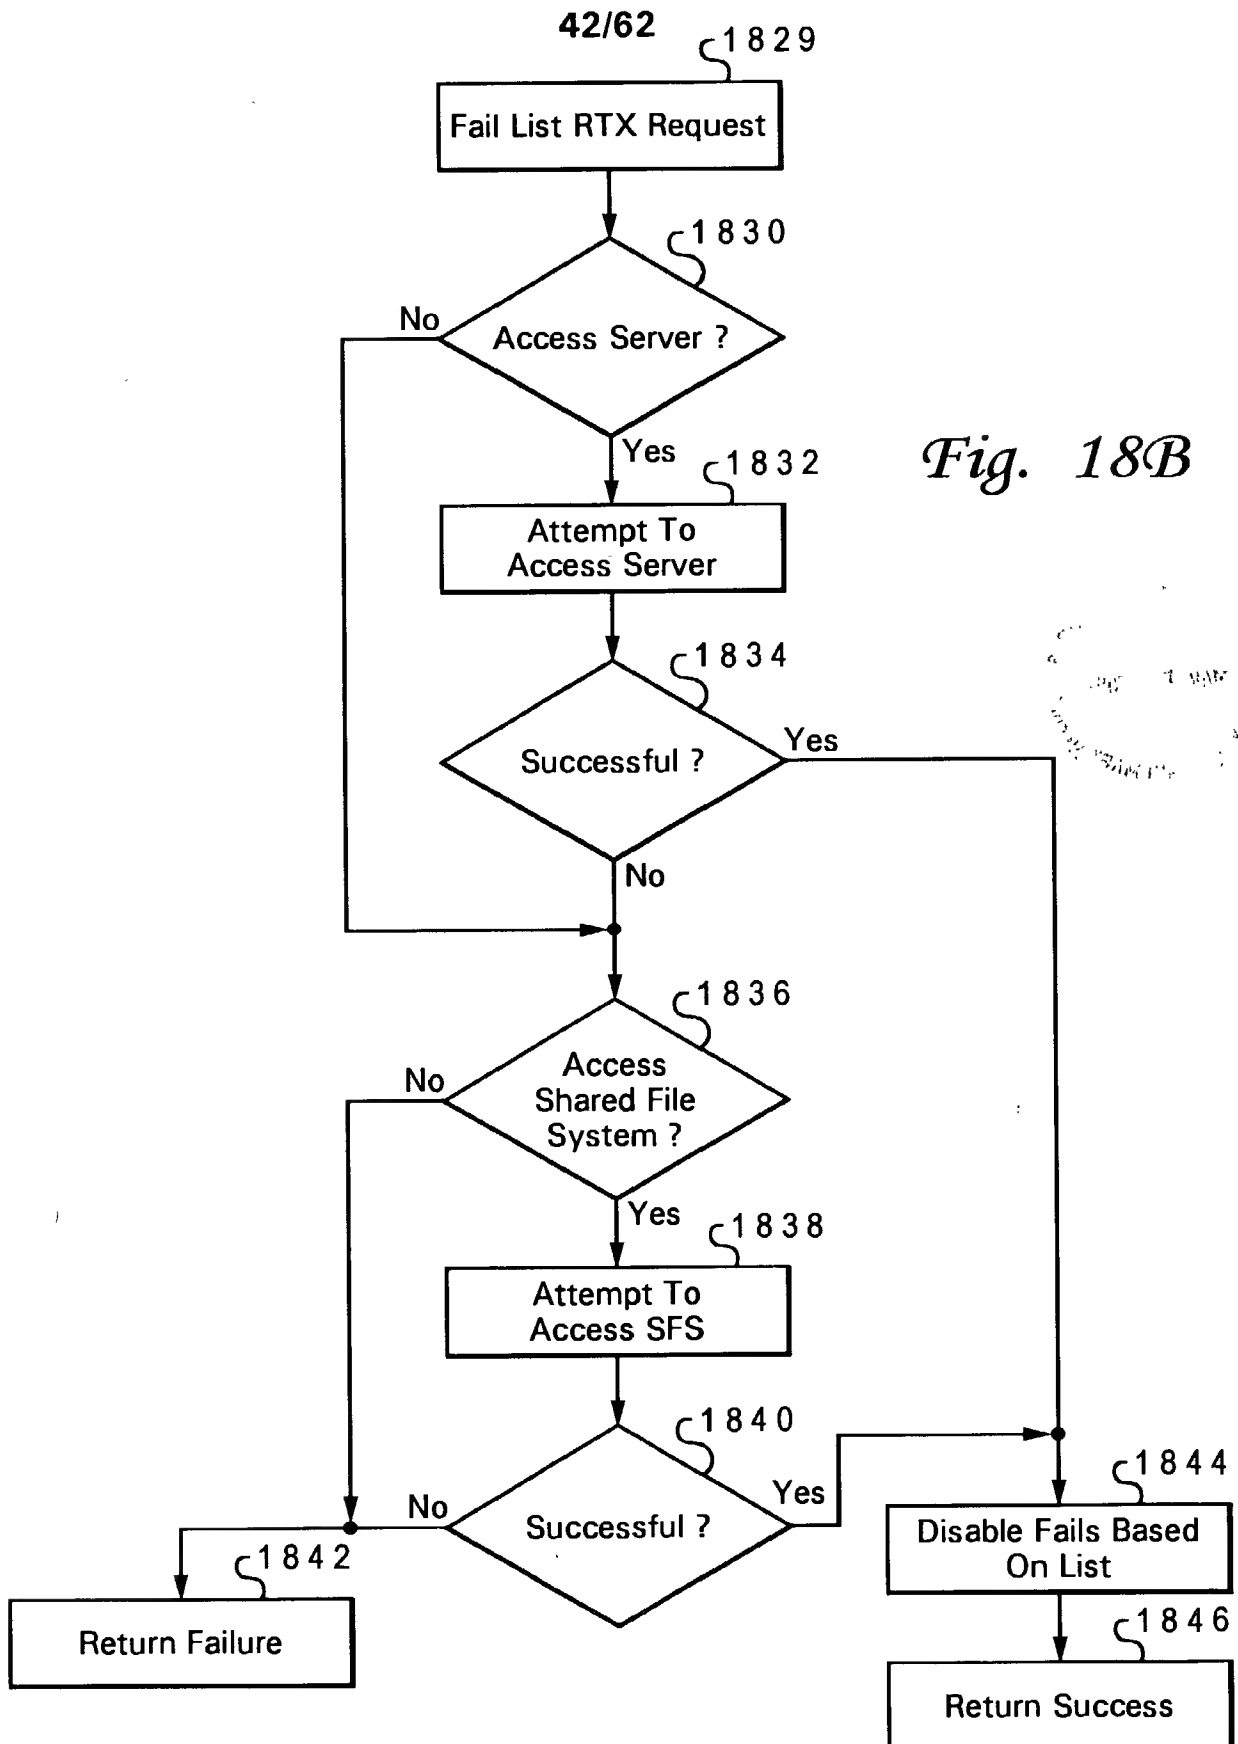 42/62
1829
Fail List RTX Request
1830
No
Access Server ?
Yes
Fig. 18B
1832
Attempt To
Access Server
1834
Successful ?
Yes
No
1836
No
Access
Shared File
System ?
Yes
1838
Attempt To
Access SFS
1840
No
Successful ?
Yes
1844
Disable Fails Based
On List
1842
Return Failure
1846
Return Success